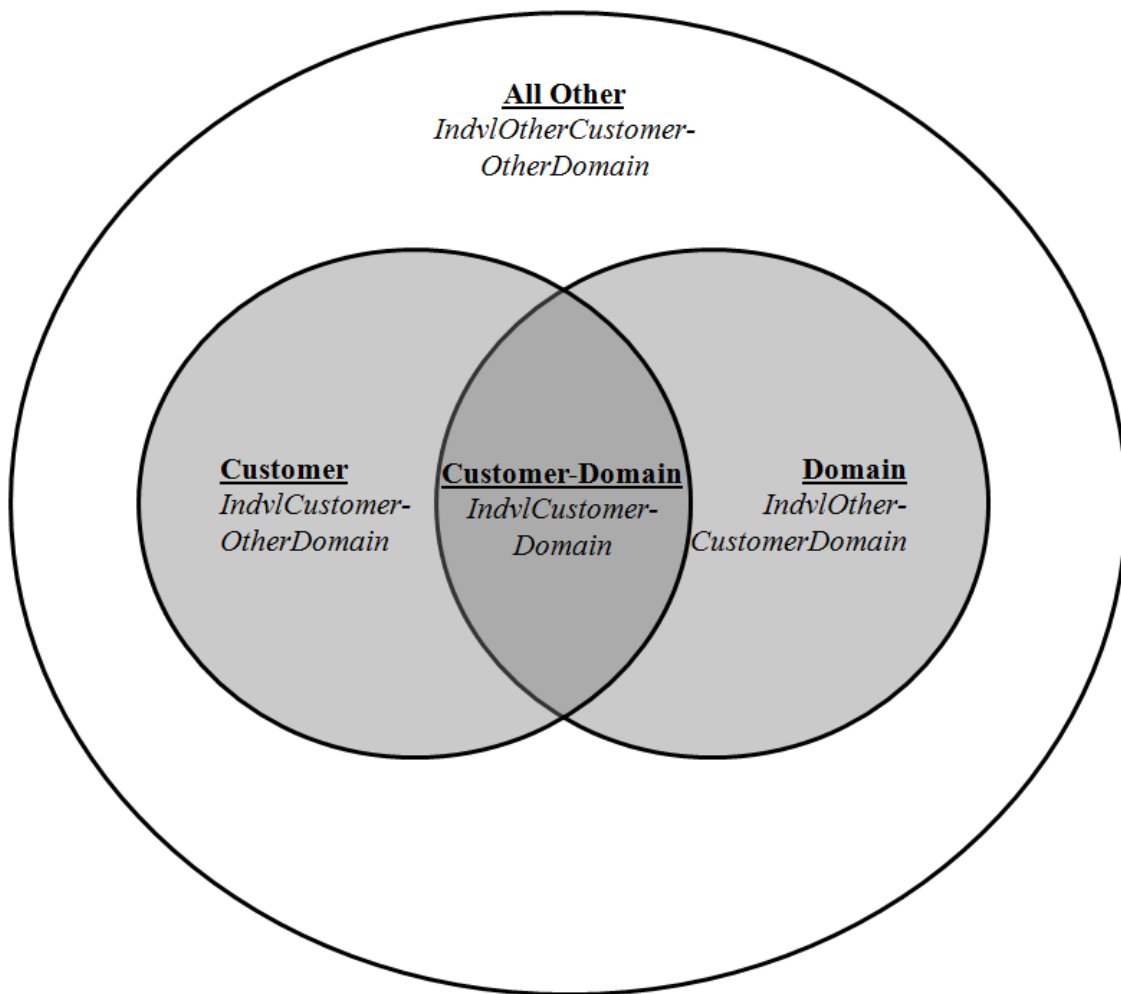 All Other
IndvlOtherCustomer-
OtherDomain
Customer
IndvlCustomer-
OtherDomain
Customer-Domain
IndvlCustomer-
Domain
Domain
IndvlOther-
CustomerDomain